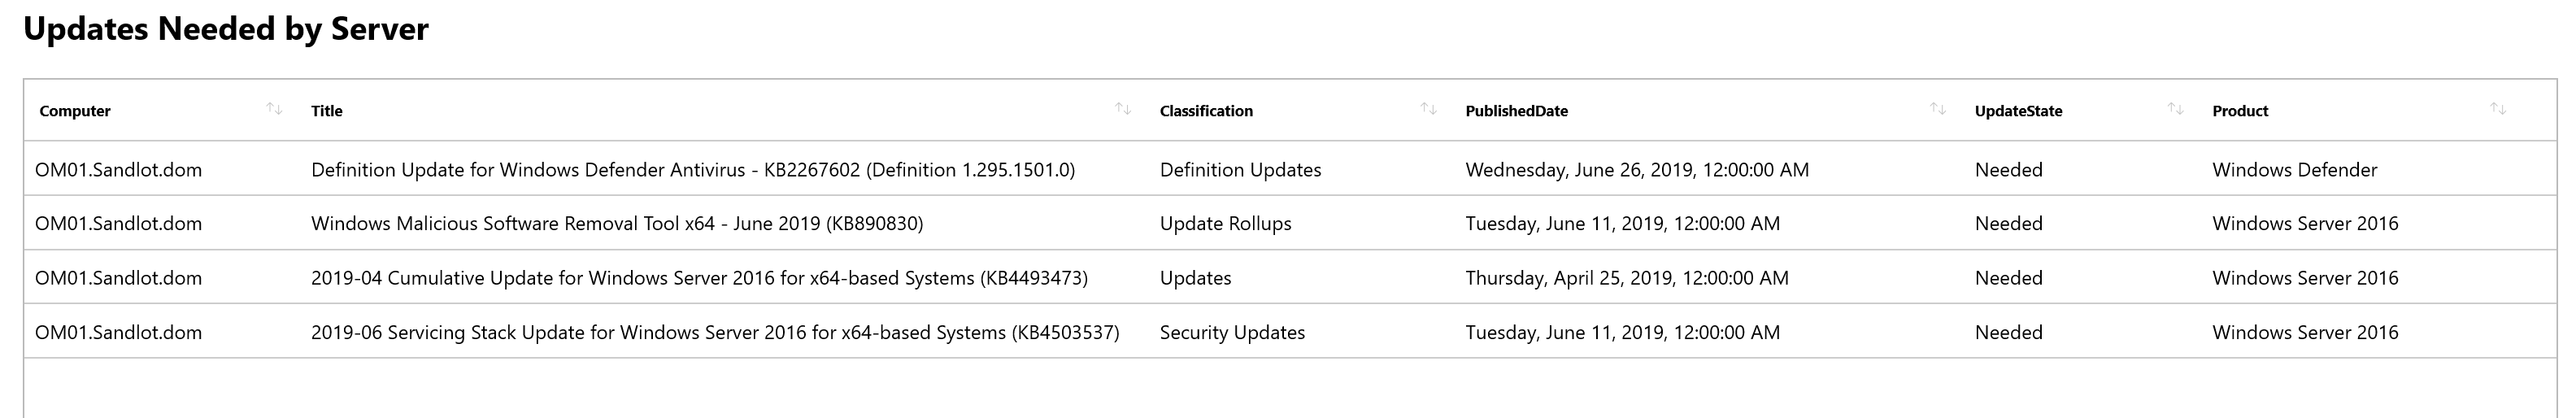 Updates Needed by Server
Computer Title Classification PublishedDate UpdateState Product
OM01.Sandlot.dom Definition Update for Windows Defender Antivirus - KB2267602 (Definition 1.295.1501.0) Definition Updates Wednesday, June 26, 2019, 12:00:00 AM Needed Windows Defender
OM01.Sandlot.dom Windows Malicious Software Removal Tool x64 - June 2019 (KB890830) Update Rollups Tuesday, June 11, 2019, 12:00:00 AM Needed Windows Server 2016
OM01.Sandlot.dom 2019-04 Cumulative Update for Windows Server 2016 for x64-based Systems (KB4493473) Updates Thursday, April 25, 2019, 12:00:00 AM Needed Windows Server 2016
OM01.Sandlot.dom 2019-06 Servicing Stack Update for Windows Server 2016 for x64-based Systems (KB4503537) Security Updates Tuesday, June 11, 2019, 12:00:00 AM Needed Windows Server 2016